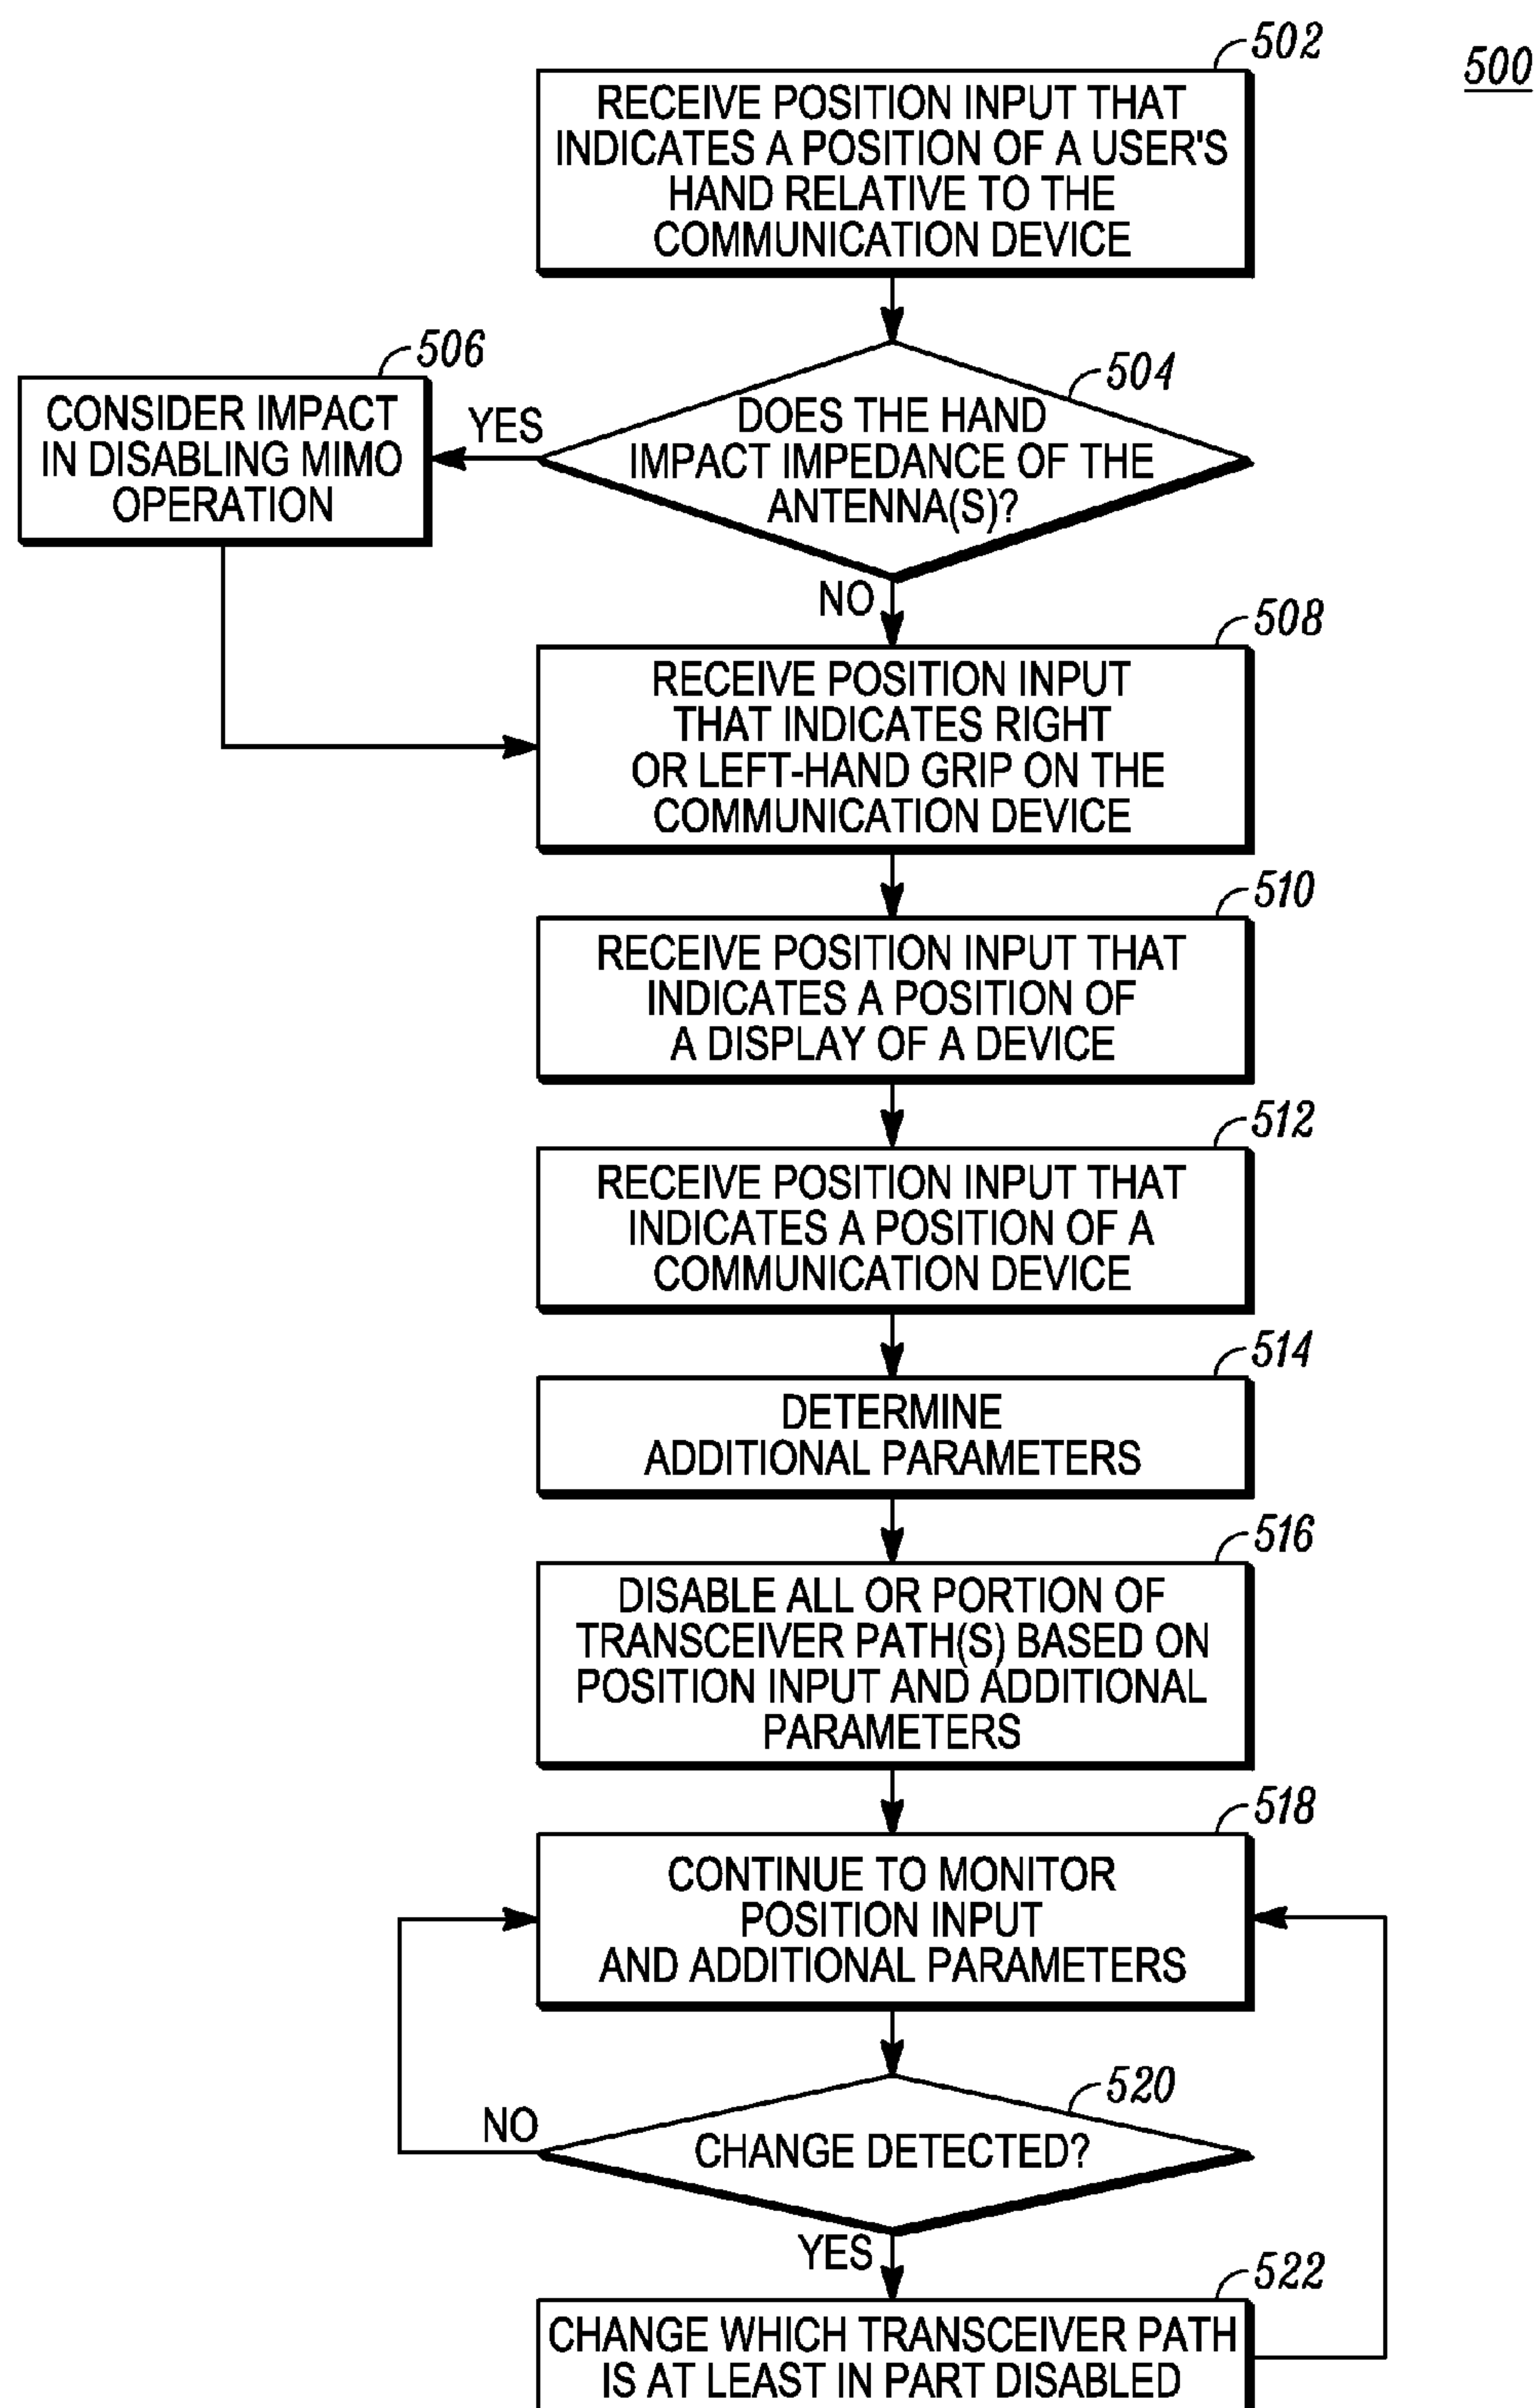 500
502
RECEIVE POSITION INPUT THAT
INDICATES A POSITION OF A USER'S
HAND RELATIVE TO THE
COMMUNICATION DEVICE
504
DOES THE HAND
IMPACT IMPEDANCE OF THE
ANTENNA(S)?
YES
506
CONSIDER IMPACT
IN DISABLING MIMO
OPERATION
NO
508
RECEIVE POSITION INPUT
THAT INDICATES RIGHT
OR LEFT-HAND GRIP ON THE
COMMUNICATION DEVICE
510
RECEIVE POSITION INPUT THAT
INDICATES A POSITION OF
A DISPLAY OF A DEVICE
512
RECEIVE POSITION INPUT THAT
INDICATES A POSITION OF A
COMMUNICATION DEVICE
514
DETERMINE
ADDITIONAL PARAMETERS
516
DISABLE ALL OR PORTION OF
TRANSCEIVER PATH(S) BASED ON
POSITION INPUT AND ADDITIONAL
PARAMETERS
518
CONTINUE TO MONITOR
POSITION INPUT
AND ADDITIONAL PARAMETERS
520
CHANGE DETECTED?
NO
YES
522
CHANGE WHICH TRANSCEIVER PATH
IS AT LEAST IN PART DISABLED